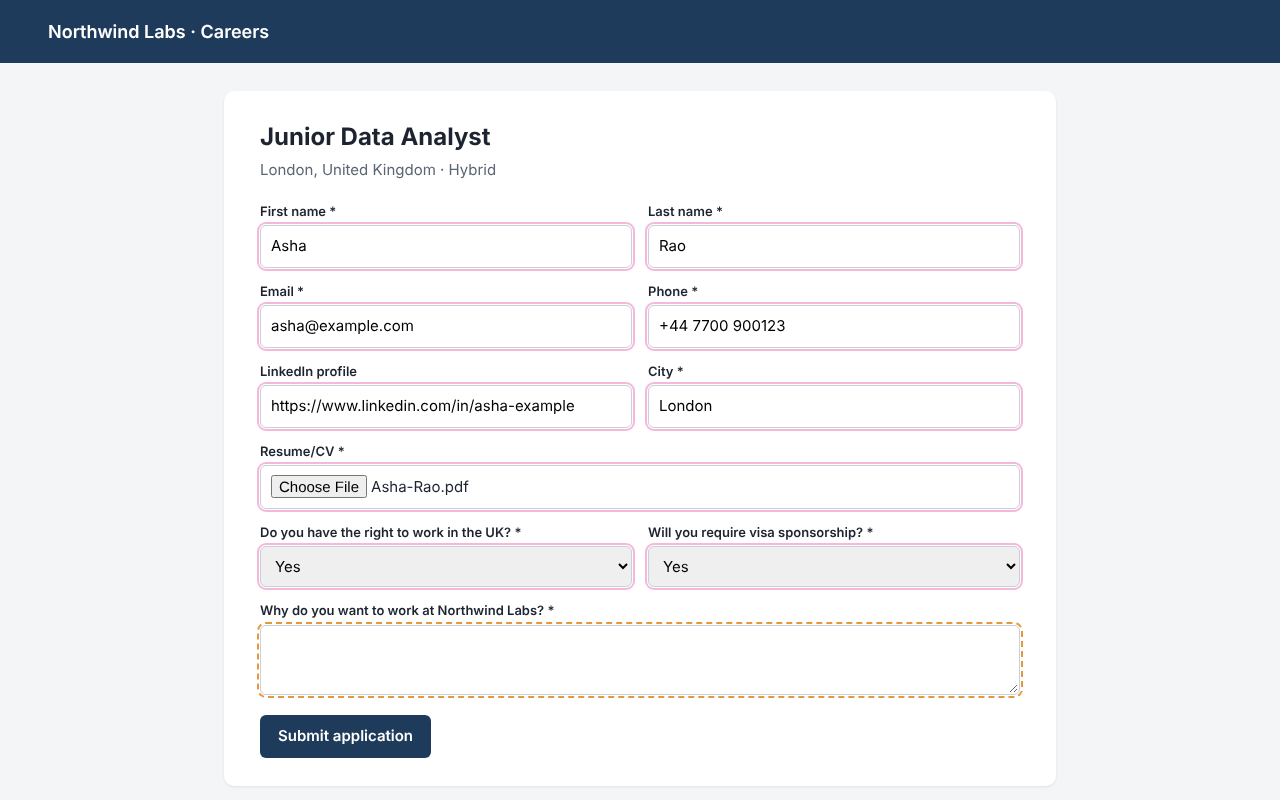 Northwind Labs · Careers
Junior Data Analyst
London, United Kingdom · Hybrid
First name *
Last name *
Asha
Rao
Email *
Phone *
asha@example.com
+44 7700 900123
LinkedIn profile
City *
https://www.linkedin.com/in/asha-example
London
Resume/CV *
Choose File Asha-Rao.pdf
Do you have the right to work in the UK? *
Will you require visa sponsorship? *
Yes
Yes
Why do you want to work at Northwind Labs? *
Submit application